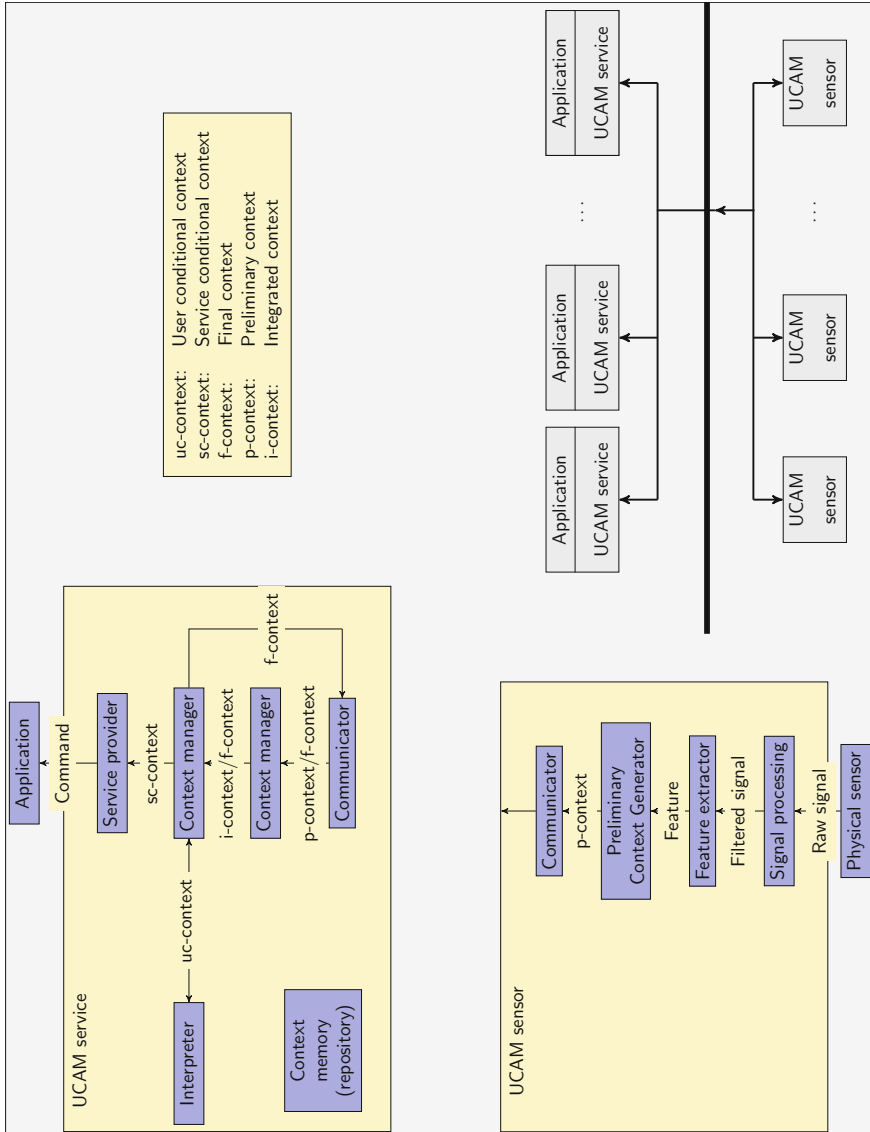 UCAM service
Application
Command
Service provider
sc-context
Context manager
i-context/f-context
Context manager
p-context/f-context
Communicator
f-context
uc-context
Interpreter
Context
memory
(repository)
uc-context: User conditional context
sc-context: Service conditional context
f-context: Final context
p-context: Preliminary context
i-context: Integrated context
UCAM sensor
Communicator
p-context
Preliminary
Context Generator
Feature
Feature extractor
Filtered signal
Signal processing
Raw signal
Physical sensor
Application
UCAM service
Application
UCAM service
. . .
Application
UCAM service
UCAM
sensor
UCAM
sensor
. . .
UCAM
sensor